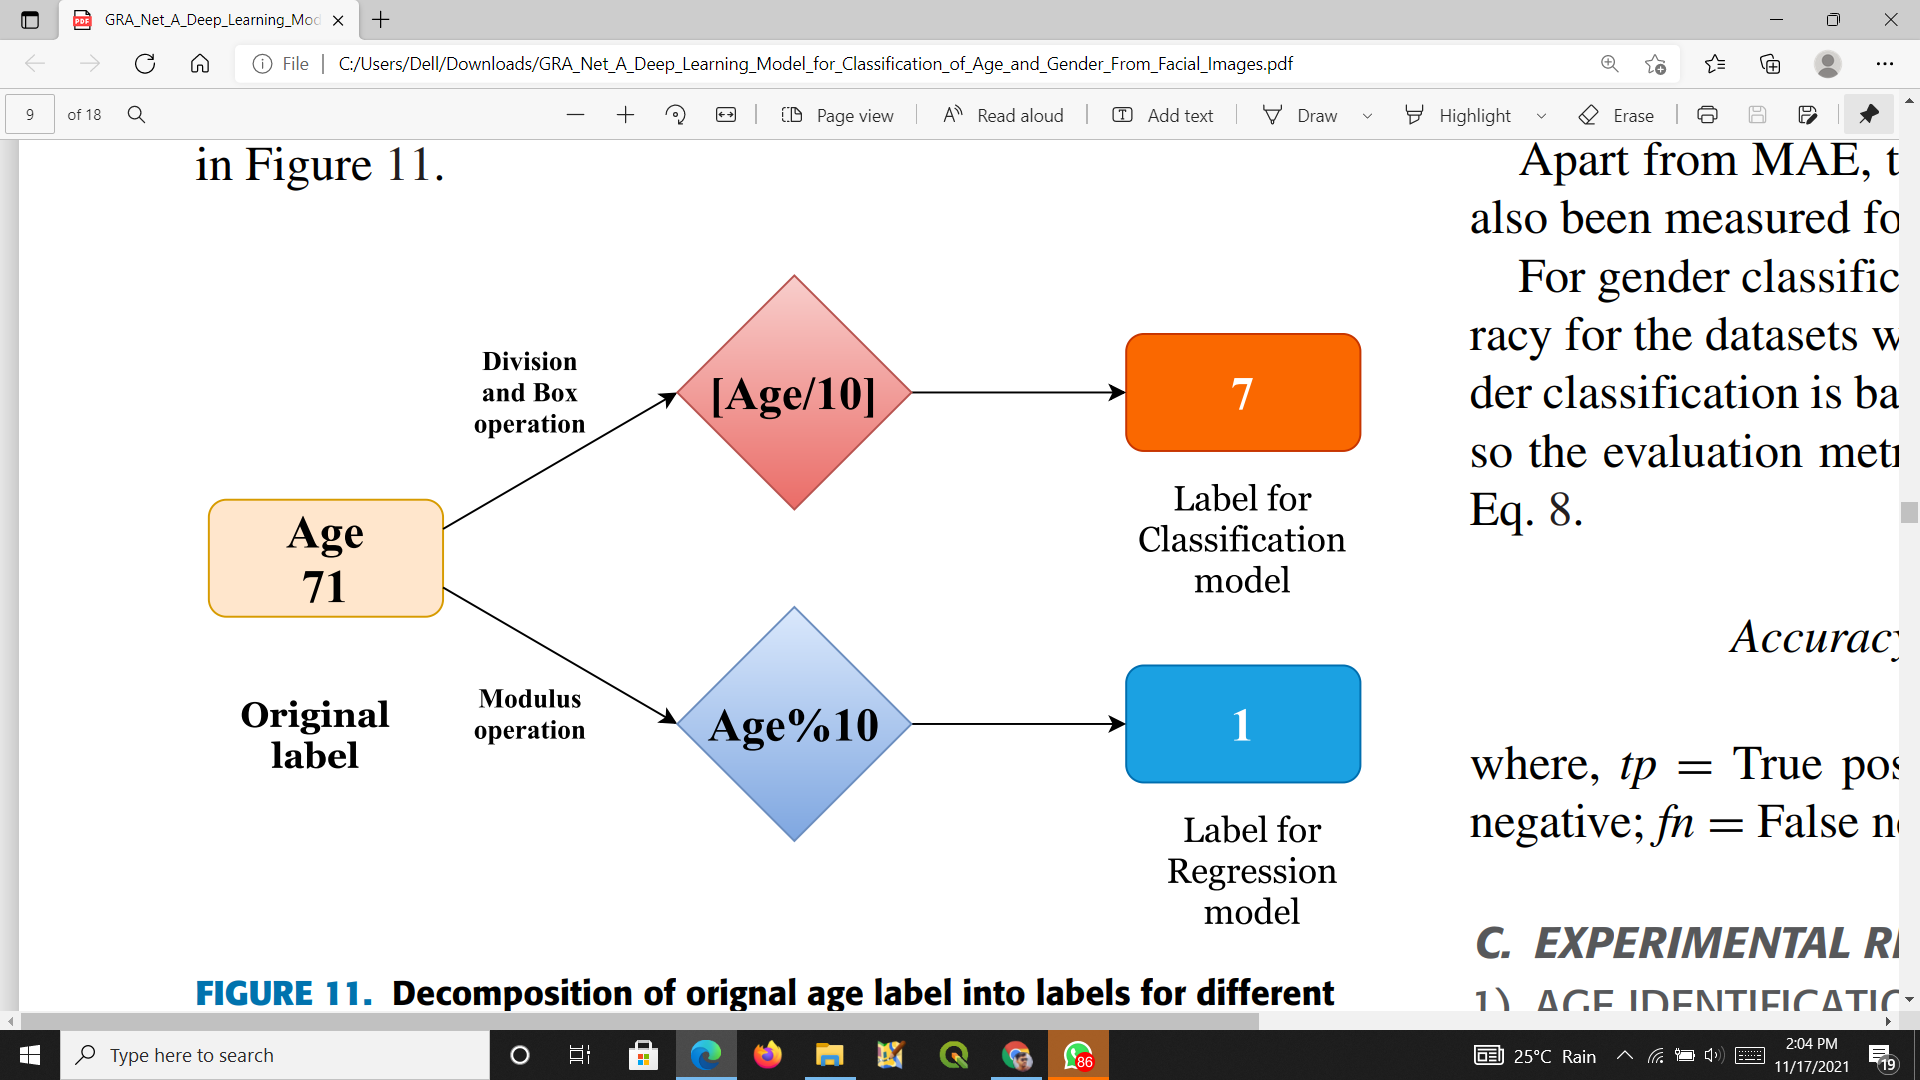 GRA_Net_A_Deep_Learning_Mod
File
C:/Users/Dell/Downloads/GRA_Net_A_Deep_Learning_Model_for_Classification_of_Age_and_Gender_From_Facial_Images.pdf
9 of 18
Page view
Read aloud
Add text
Draw
Highlight
Erase
in Figure 11.
Division
and Box
operation
[Age/10]
7
Label for
Classification
model
Age
71
Original
label
Modulus
operation
Age%10
1
Label for
Regression
model
FIGURE 11. Decomposition of orignal age label into labels for different
Apart from MAE, t
also been measured fo
For gender classific
racy for the datasets w
der classification is ba
so the evaluation metr
Eq. 8.
Accuracy
where, tp = True pos
negative; fn = False n
C. EXPERIMENTAL R
1) AGE IDENTIFICATIO
Type here to search
86
25°C Rain
2:04 PM
11/17/2021
19